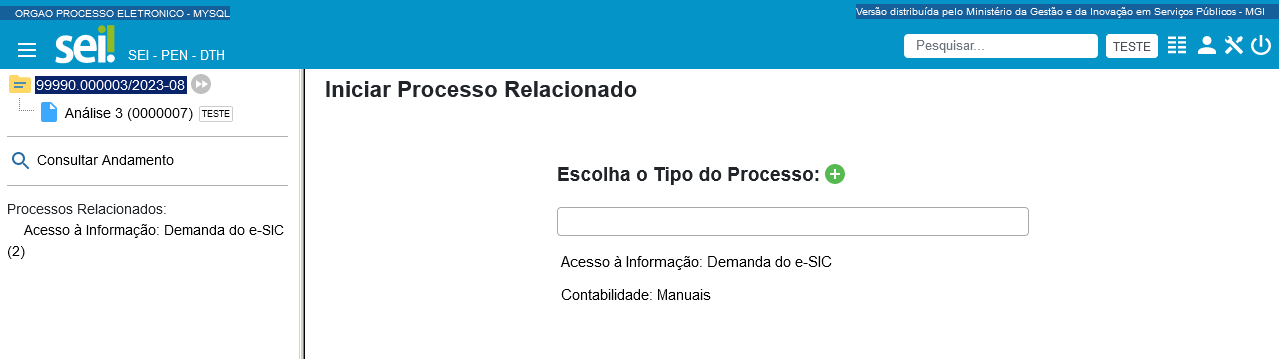 ORGAO PROCESSO ELETRONICO - MYSQL
Versão distribuída pelo Ministério da Gestão e da Inovação em Serviços Públicos - MGI
sei!
SEI - PEN - DTH
Pesquisar...
TESTE
99990.000003/2023-08
Análise 3 (0000007)
TESTE
Consultar Andamento
Processos Relacionados:
Acesso à Informação: Demanda do e-SIC
(2)
Iniciar Processo Relacionado
Escolha o Tipo do Processo:
Acesso à Informação: Demanda do e-SIC
Contabilidade: Manuais